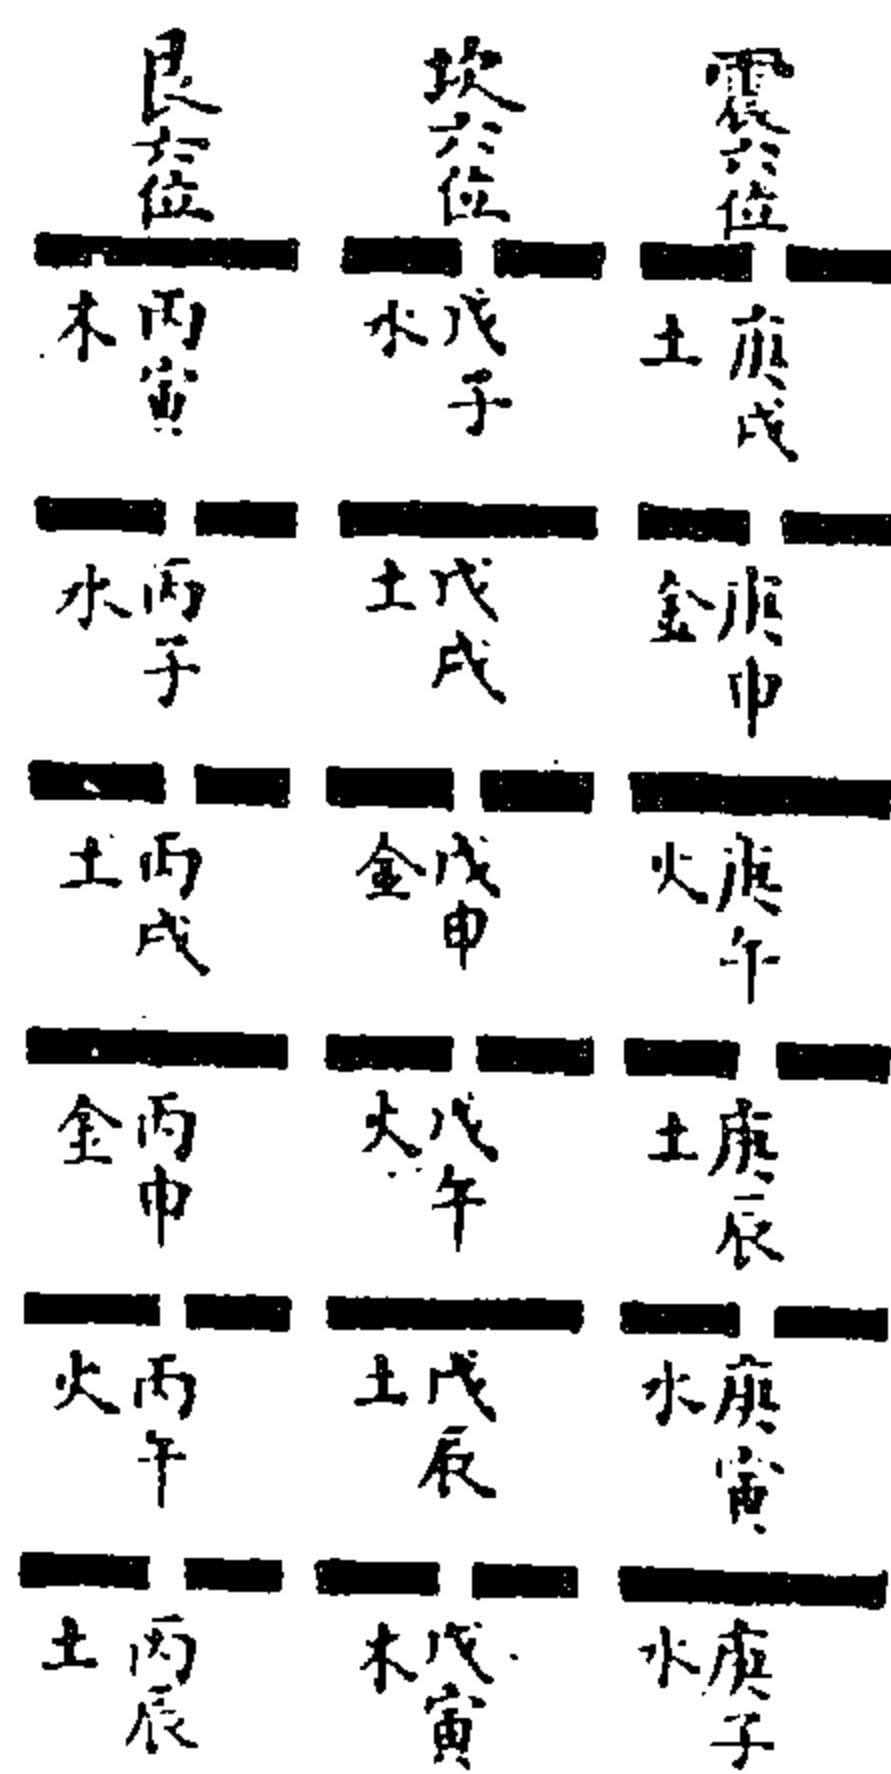 震六位
庚戌土
庚申金
庚午火
庚辰土
庚寅水
庚子水
坎六位
戊子水
戊戌土
戊申金
戊午火
戊辰土
戊寅木
艮六位
丙寅木
丙子水
丙戌土
丙申金
丙午火
丙辰土